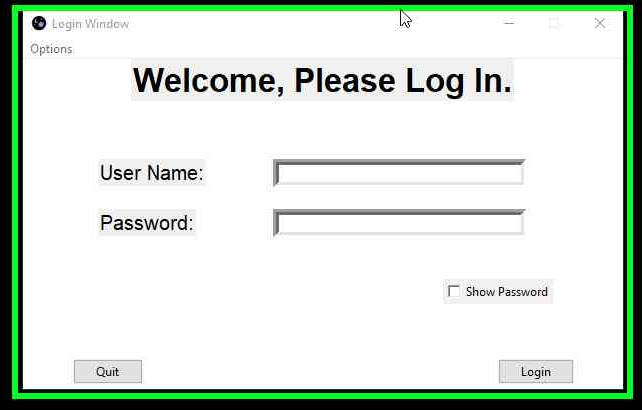 Login Window
Options
Welcome, Please Log In.
User Name:
Password:
Show Password
Quit Login